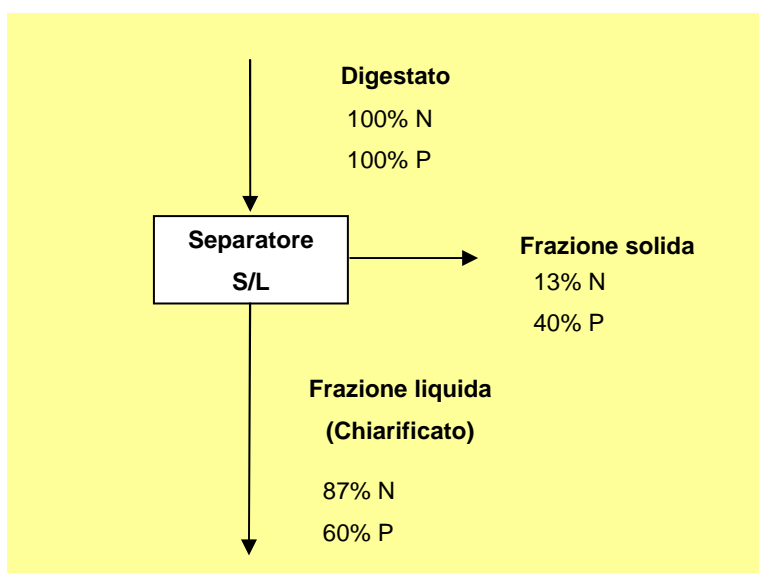 Digestato
100% N
100% P
Separatore
S/L
Frazione solida
13% N
40% P
Frazione liquida
(Chiarificato)
87% N
60% P